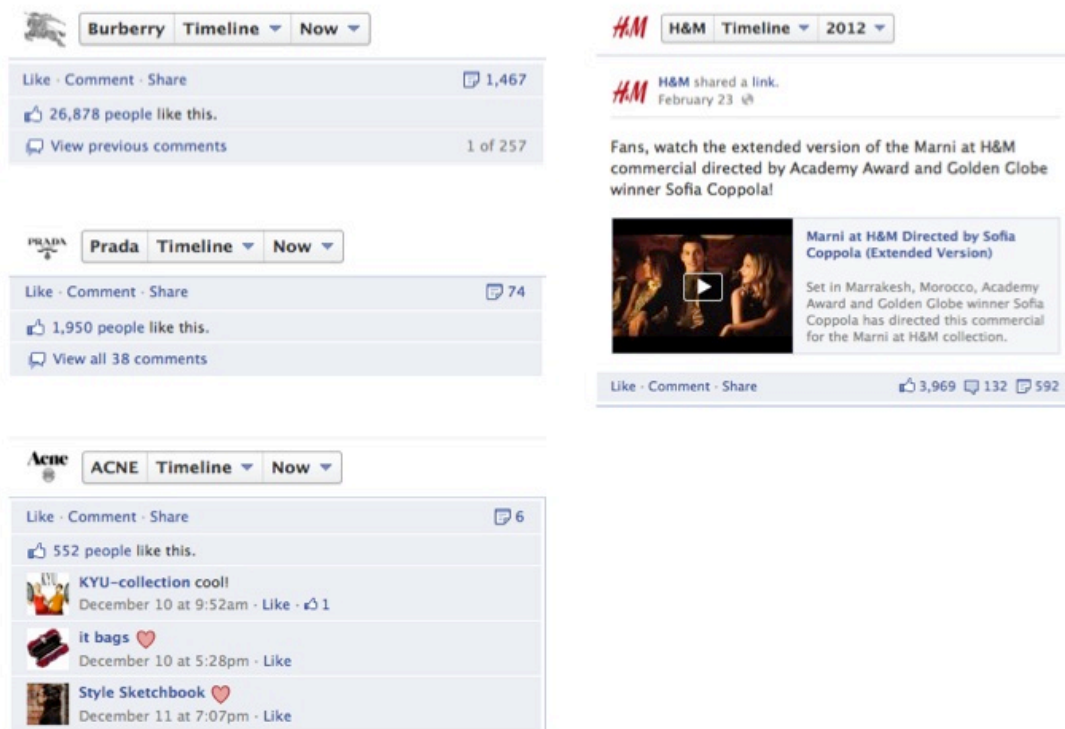 Burberry Timeline Now
Like · Comment · Share 1,467
26,878 people like this.
View previous comments 1 of 257
PRADA Prada Timeline Now
Like · Comment · Share 74
1,950 people like this.
View all 38 comments
Acne ACNE Timeline Now
Like · Comment · Share 6
552 people like this.
KYU-collection cool!
December 10 at 9:52am · Like · 1
it bags
December 10 at 5:28pm · Like
Style Sketchbook
December 11 at 7:07pm · Like
H&M H&M Timeline 2012
H&M H&M shared a link.
February 23
Fans, watch the extended version of the Marni at H&M
commercial directed by Academy Award and Golden Globe
winner Sofia Coppola!
Marni at H&M Directed by Sofia
Coppola (Extended Version)
Set in Marrakesh, Morocco, Academy
Award and Golden Globe winner Sofia
Coppola has directed this commercial
for the Marni at H&M collection.
Like · Comment · Share 3,969 132 592